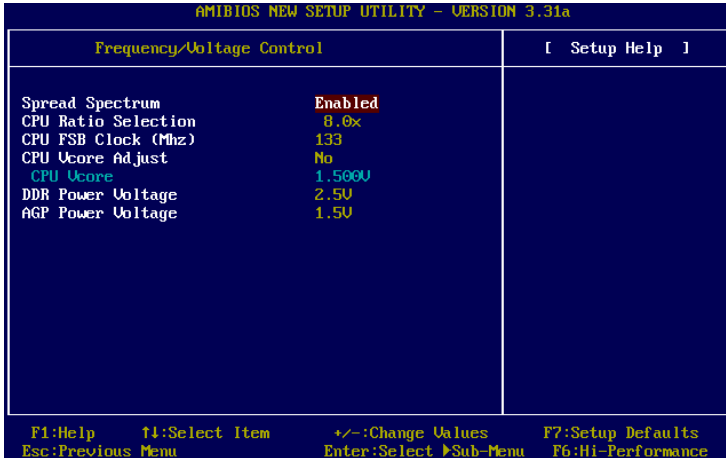 AMIBIOS NEW SETUP UTILITY - VERSION 3.31a
Frequency/Voltage Control
[ Setup Help ]
Spread Spectrum Enabled
CPU Ratio Selection 8.0x
CPU FSB Clock (Mhz) 133
CPU Vcore Adjust No
CPU Vcore 1.500V
DDR Power Voltage 2.5V
AGP Power Voltage 1.5V
F1:Help ↑↓:Select Item +/-:Change Values F7:Setup Defaults
Esc:Previous Menu Enter:Select ►Sub-Menu F6:Hi-Performance